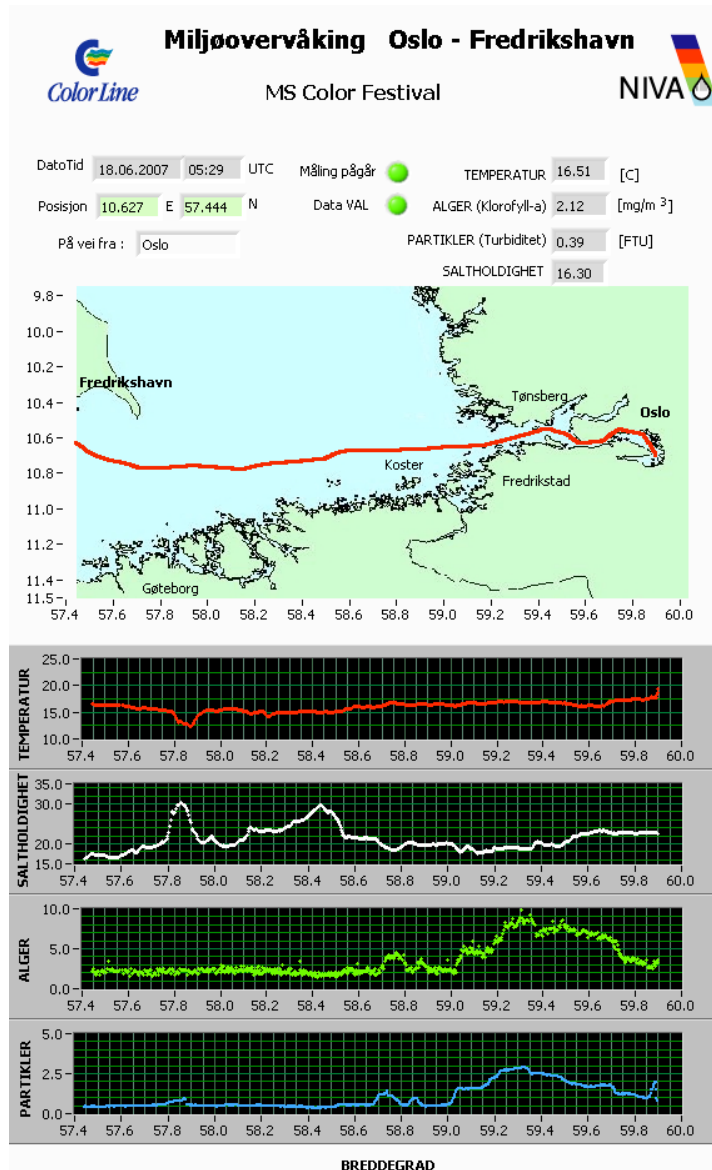 Miljøovervåking Oslo - Fredrikshavn
Color Line
MS Color Festival
NIVA
DatoTid 18.06.2007 05:29 UTC Måling pågår TEMPERATUR 16.51 [C]
Posisjon 10.627 E 57.444 N Data VAL ALGER (Klorofyll-a) 2.12 [mg/m 3]
På vei fra : Oslo PARTIKLER (Turbiditet) 0.39 [FTU]
SALTHOLDIGHET 16.30
9.8
10.0
10.2
Fredrikshavn
10.4 Tønsberg Oslo
10.6
10.8 Koster Fredrikstad
11.0
11.2
11.4 Gøteborg
11.5
57.4 57.6 57.8 58.0 58.2 58.4 58.6 58.8 59.0 59.2 59.4 59.6 59.8 60.0
TEMPERATUR
25.0
20.0
15.0
10.0
57.4 57.6 57.8 58.0 58.2 58.4 58.6 58.8 59.0 59.2 59.4 59.6 59.8 60.0
SALTHOLDIGHET
35.0
30.0
20.0
15.0
57.4 57.6 57.8 58.0 58.2 58.4 58.6 58.8 59.0 59.2 59.4 59.6 59.8 60.0
ALGER
10.0
5.0
0.0
57.4 57.6 57.8 58.0 58.2 58.4 58.6 58.8 59.0 59.2 59.4 59.6 59.8 60.0
PARTIKLER
5.0
2.5
0.0
57.4 57.6 57.8 58.0 58.2 58.4 58.6 58.8 59.0 59.2 59.4 59.6 59.8 60.0
BREDDEGRAD